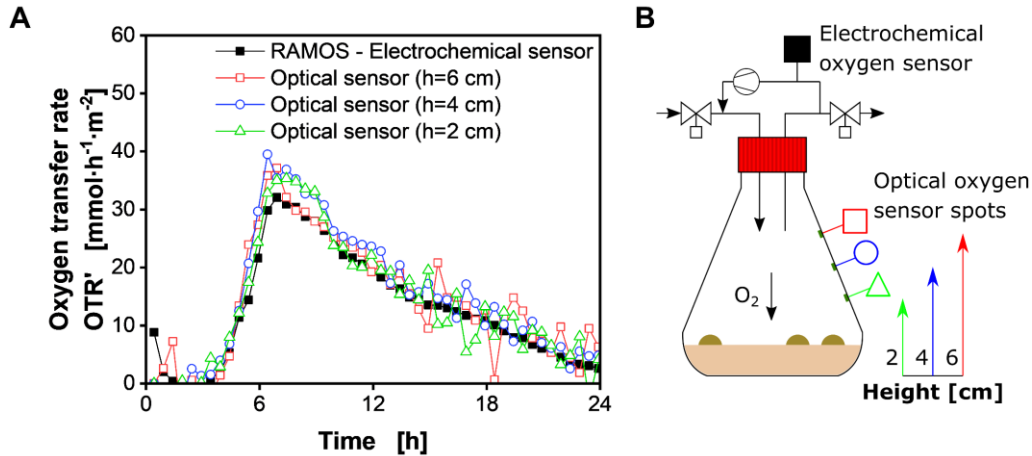 A
Oxygen transfer rate
OTR' [mmol·h⁻¹·m⁻²]
60
50
40
30
20
10
0
RAMOS - Electrochemical sensor
Optical sensor (h=6 cm)
Optical sensor (h=4 cm)
Optical sensor (h=2 cm)
0 6 12 18 24
Time [h]
B
Electrochemical
oxygen sensor
Optical oxygen
sensor spots
O₂
2 4 6
Height [cm]